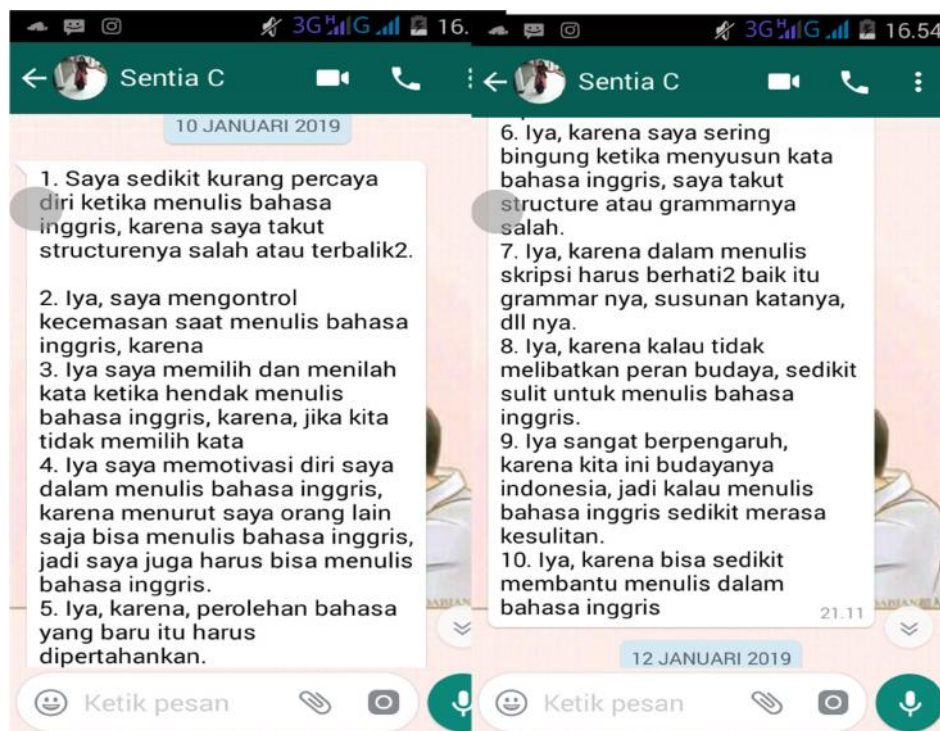 3G H G 16.
Sentia C
10 JANUARI 2019
1. Saya sedikit kurang percaya
diri ketika menulis bahasa
inggris, karena saya takut
structurenya salah atau terbalik2.
2. Iya, saya mengontrol
kecemasan saat menulis bahasa
inggris, karena
3. Iya saya memilih dan menilah
kata ketika hendak menulis
bahasa inggris, karena, jika kita
tidak memilih kata
4. Iya saya memotivasi diri saya
dalam menulis bahasa inggris,
karena menurut saya orang lain
saja bisa menulis bahasa inggris,
jadi saya juga harus bisa menulis
bahasa inggris.
5. Iya, karena, perolehan bahasa
yang baru itu harus
dipertahankan.
Ketik pesan
3G H G 16.54
Sentia C
6. Iya, karena saya sering
bingung ketika menyusun kata
bahasa inggris, saya takut
structure atau grammarnya
salah.
7. Iya, karena dalam menulis
skripsi harus berhati2 baik itu
grammar nya, susunan katanya,
dll nya.
8. Iya, karena kalau tidak
melibatkan peran budaya, sedikit
sulit untuk menulis bahasa
inggris.
9. Iya sangat berpengaruh,
karena kita ini budayanya
indonesia, jadi kalau menulis
bahasa inggris sedikit merasa
kesulitan.
10. Iya, karena bisa sedikit
membantu menulis dalam
bahasa inggris
21.11
12 JANUARI 2019
Ketik pesan